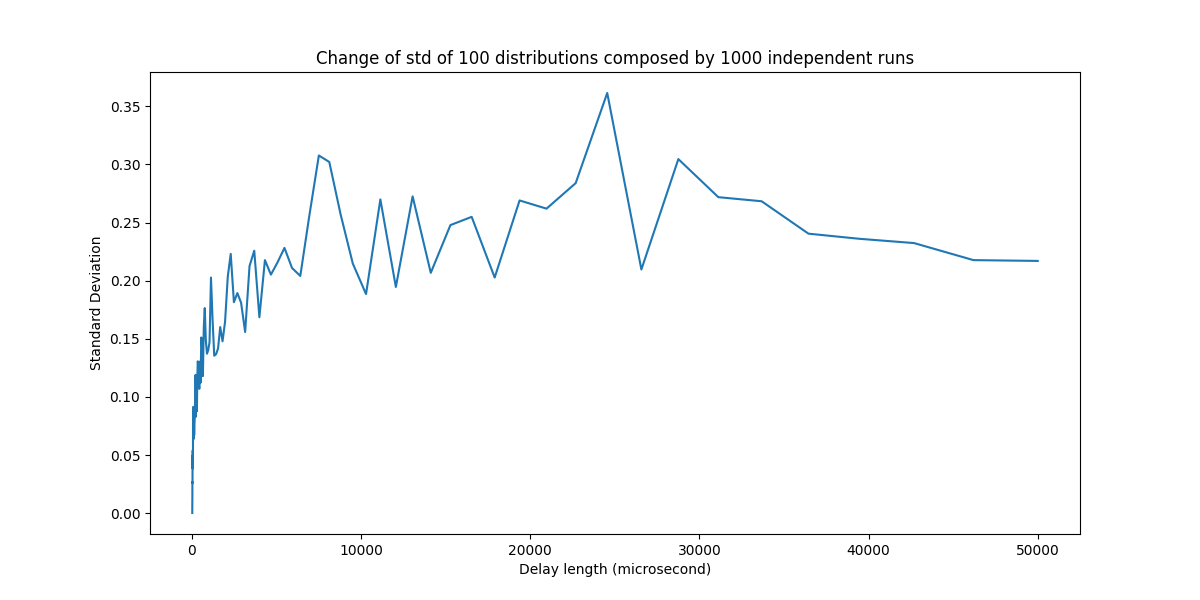 Change of std of 100 distributions composed by 1000 independent runs
Standard Deviation
0.35
0.30
0.25
0.20
0.15
0.10
0.05
0.00
0 10000 20000 30000 40000 50000
Delay length (microsecond)